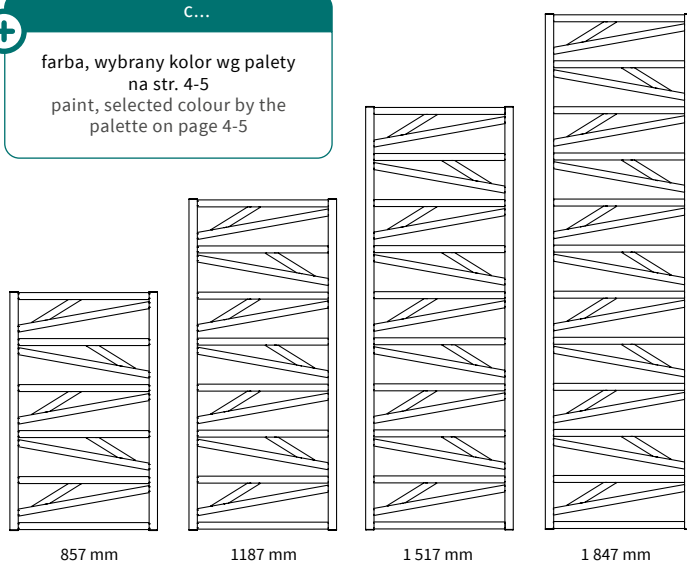 +
c...
farba, wybrany kolor wg palety
na str. 4-5
paint, selected colour by the
palette on page 4-5
857 mm
1187 mm
1 517 mm
1 847 mm